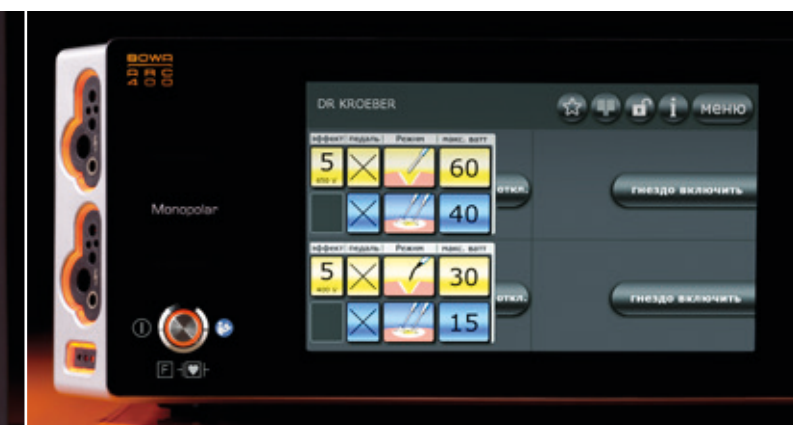 BOWA
ARC
400
DR KROEBER
i
меню
эффект педаль Режим макс. ватт
5
60
откл.
гнездо включить
40
Monopolar
эффект педаль Режим макс. ватт
5
400 V
30
откл.
гнездо включить
15
F